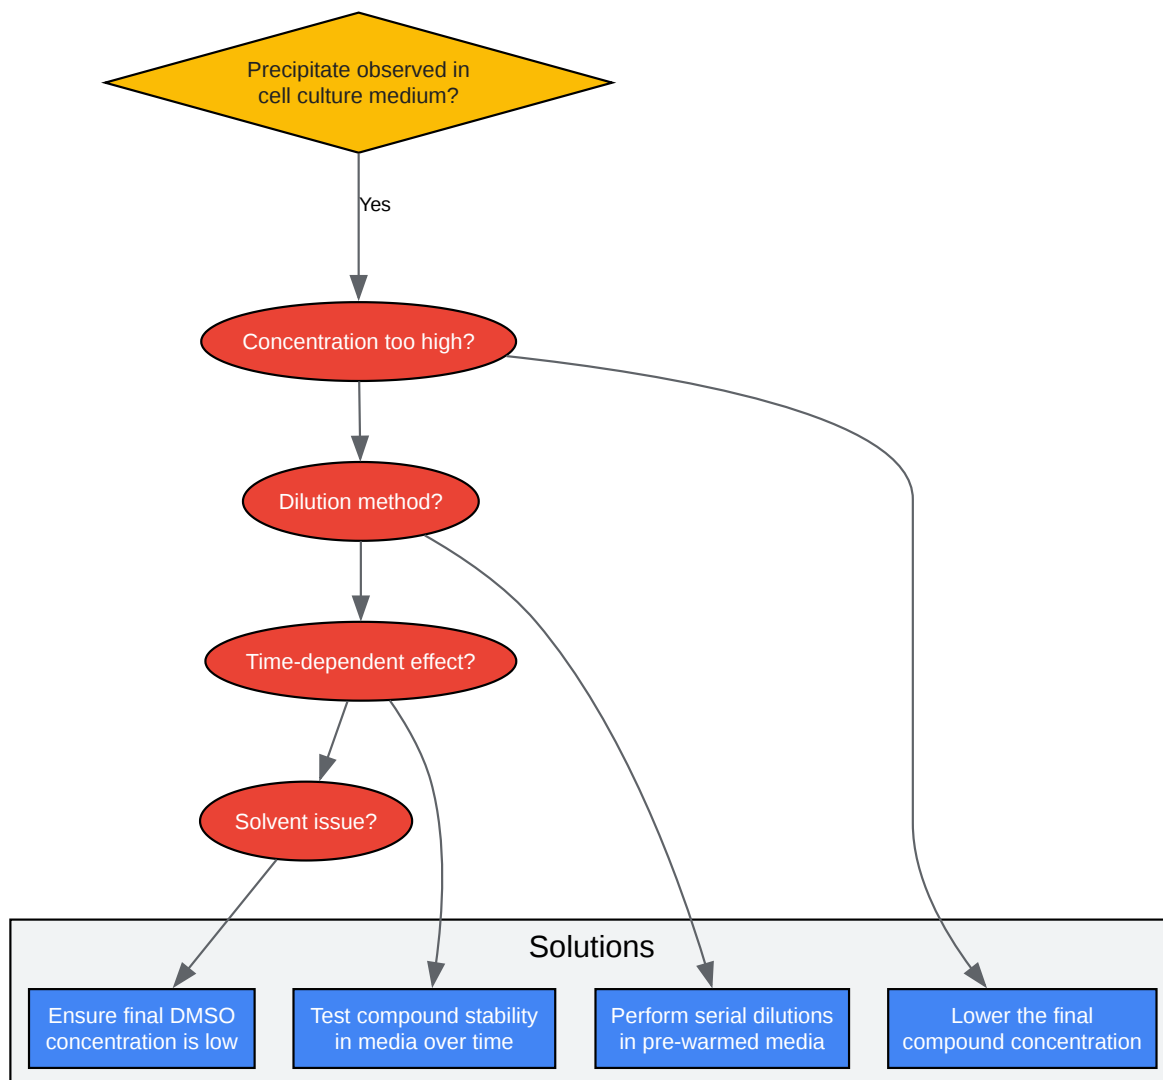 Precipitate observed in
cell culture medium?
Yes
Concentration too high?
Dilution method?
Time-dependent effect?
Solvent issue?
Solutions
Ensure final DMSO
concentration is low
Test compound stability
in media over time
Perform serial dilutions
in pre-warmed media
Lower the final
compound concentration